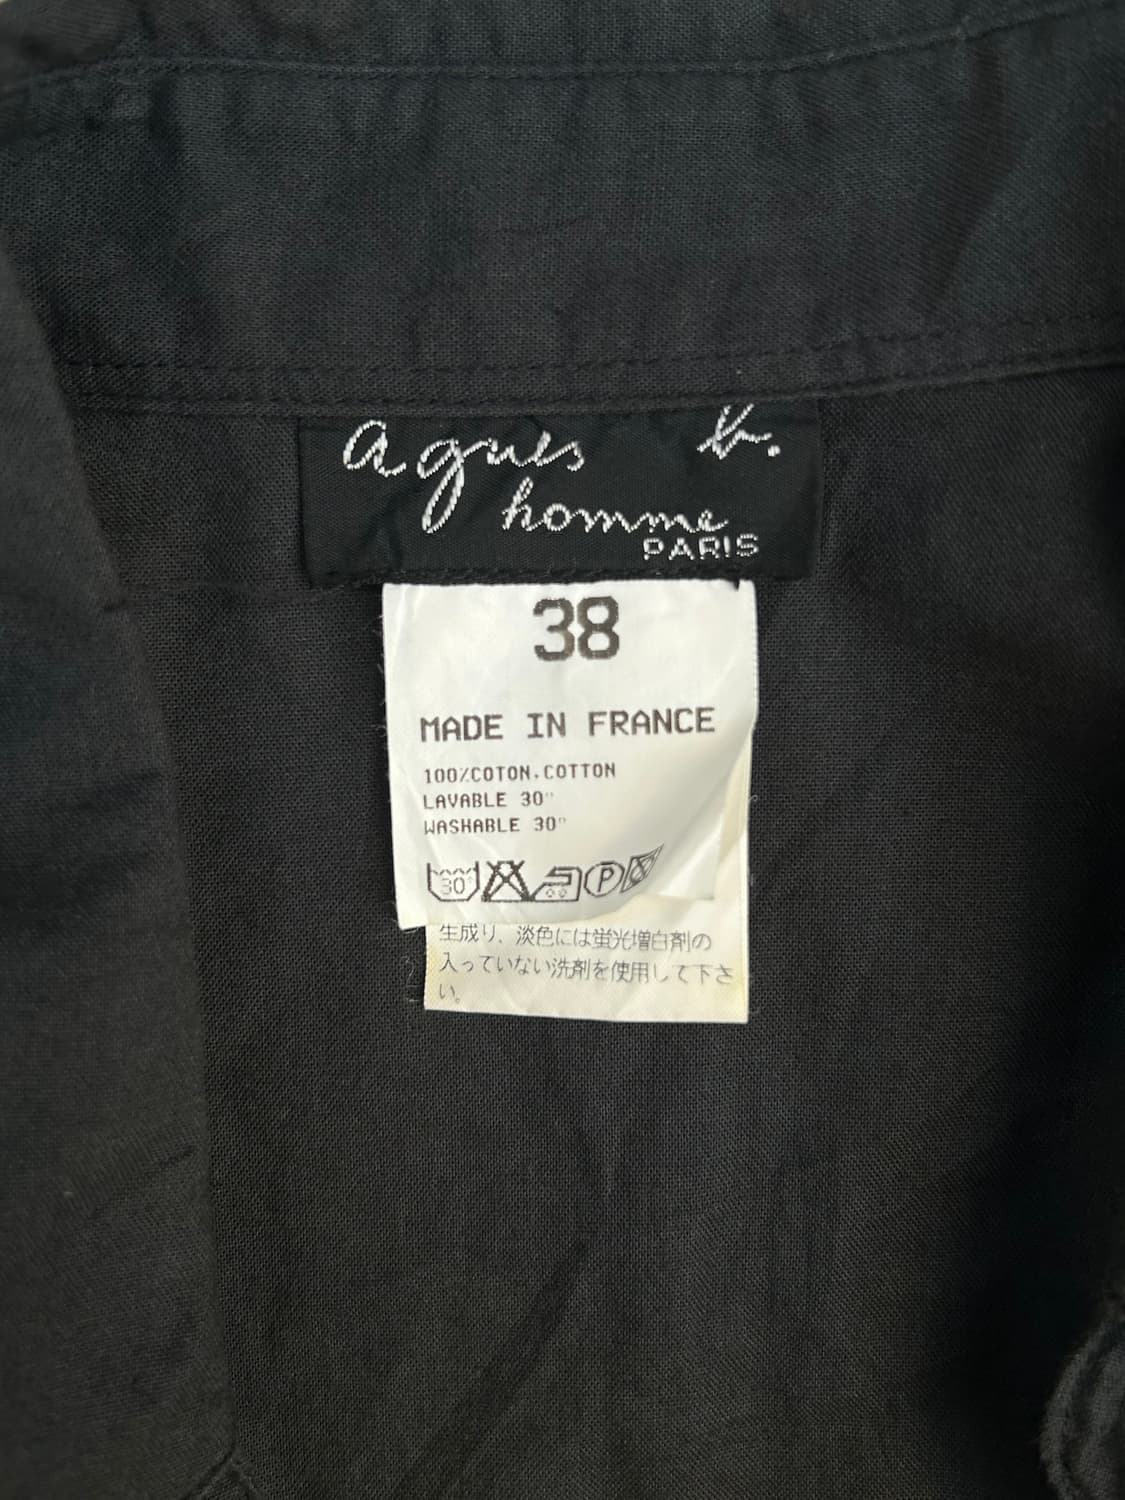 agnès b.
homme
PARIS
38
MADE IN FRANCE
100%COTON.COTTON
LAVABLE 30"
WASHABLE 30"
30°
P
生成り、淡色には蛍光増白剤の
入っていない洗剤を使用して下さ
い。